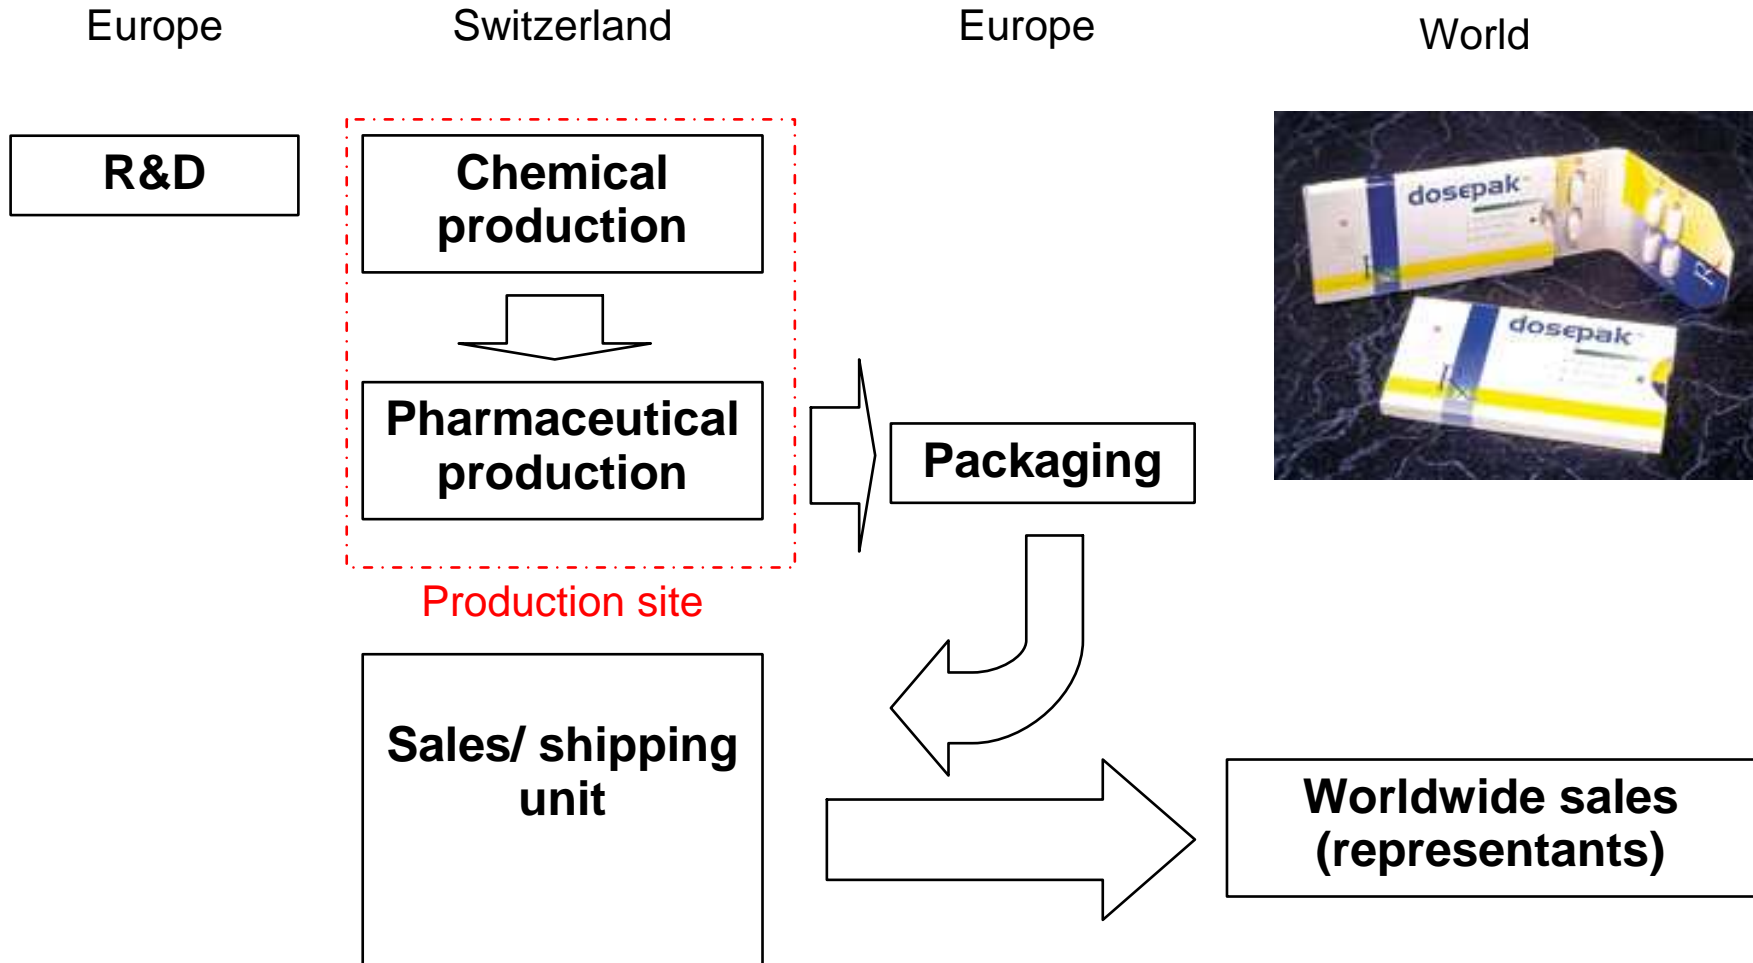 Europe
Switzerland
Europe
World
R&D
Chemical
production
dosepak
dosepak
Pharmaceutical
production
Packaging
Production site
Sales/ shipping
unit
Worldwide sales
(representants)